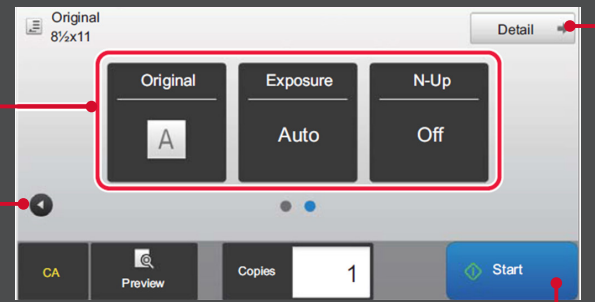 Original
8½x11
Detail
Original
Exposure
N-Up
A
Auto
Off
CA
Preview
Copies
1
Start